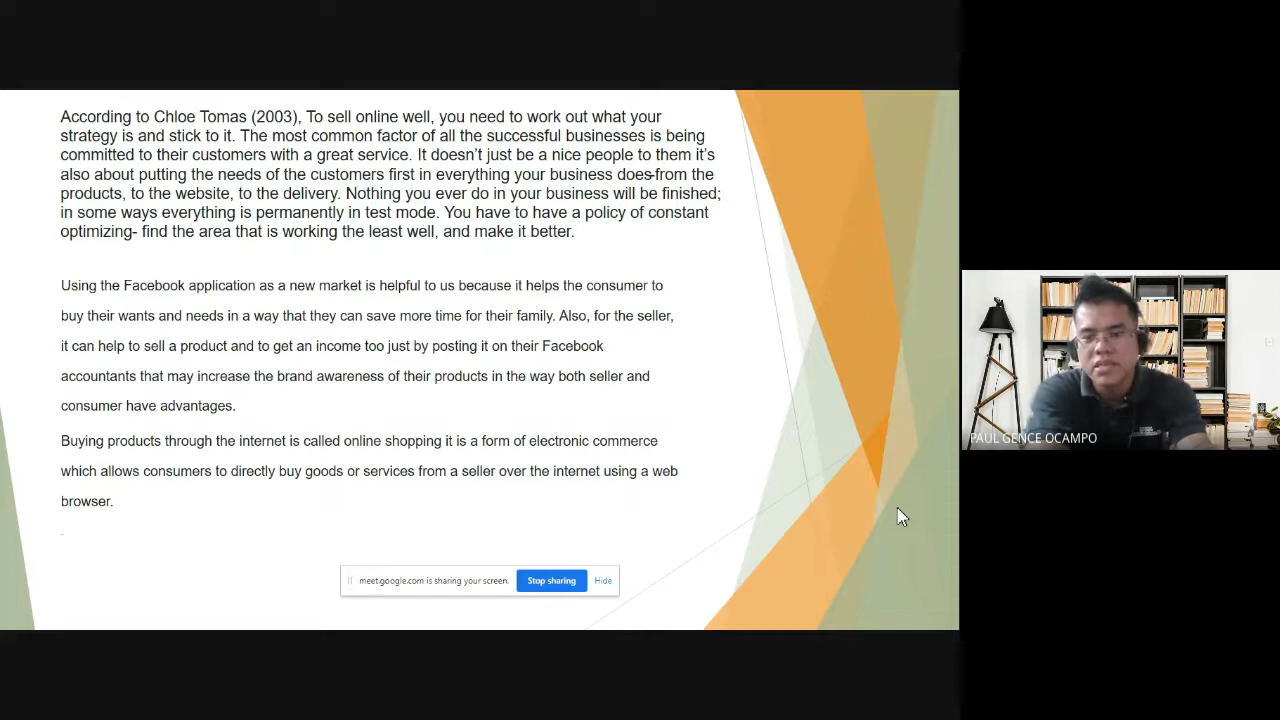 According to Chloe Tomas (2003), To sell online well, you need to work out what your
strategy is and stick to it. The most common factor of all the successful businesses is being
committed to their customers with a great service. It doesn't just be a nice people to them it's
also about putting the needs of the customers first in everything your business does-from the
products, to the website, to the delivery. Nothing you ever do in your business will be finished;
in some ways everything is permanently in test mode. You have to have a policy of constant
optimizing- find the area that is working the least well, and make it better.
Using the Facebook application as a new market is helpful to us because it helps the consumer to
buy their wants and needs in a way that they can save more time for their family. Also, for the seller,
it can help to sell a product and to get an income too just by posting it on their Facebook
accountants that may increase the brand awareness of their products in the way both seller and
consumer have advantages.
Buying products through the internet is called online shopping it is a form of electronic commerce
which allows consumers to directly buy goods or services from a seller over the internet using a web
browser.
.
meet.google.com is sharing your screen. Stop sharing Hide
PAUL GENCE OCAMPO